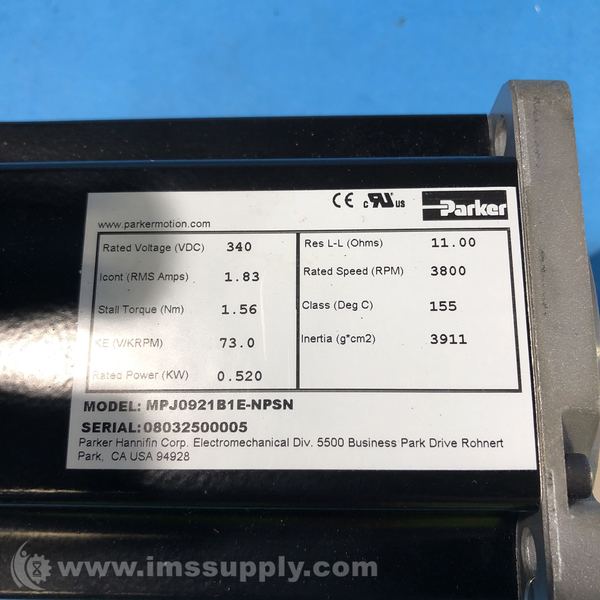 CE c RU us Parker
www.parkermotion.com
Rated Voltage (VDC) 340
Icont (RMS Amps) 1.83
Stall Torque (Nm) 1.56
KE (V/KRPM) 73.0
Rated Power (KW) 0.520
Res L-L (Ohms) 11.00
Rated Speed (RPM) 3800
Class (Deg C) 155
Inertia (g*cm2) 3911
MODEL: MPJ0921B1E-NPSN
SERIAL:08032500005
Parker Hannifin Corp. Electromechanical Div. 5500 Business Park Drive Rohnert
Park, CA USA 94928
www.imssupply.com